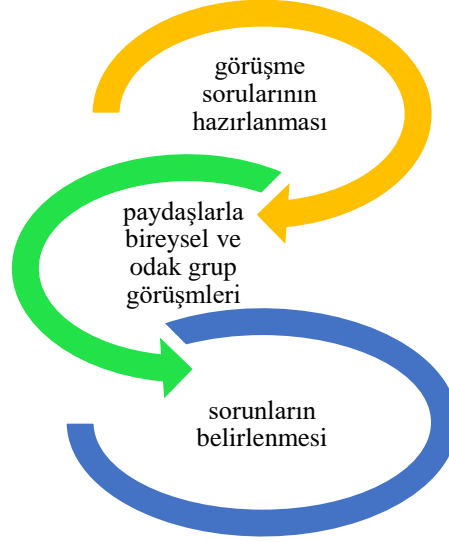 görüşme
sorularının
hazırlanması
paydaşlarla
bireysel ve
odak grup
görüşmleri
sorunların
belirlenmesi